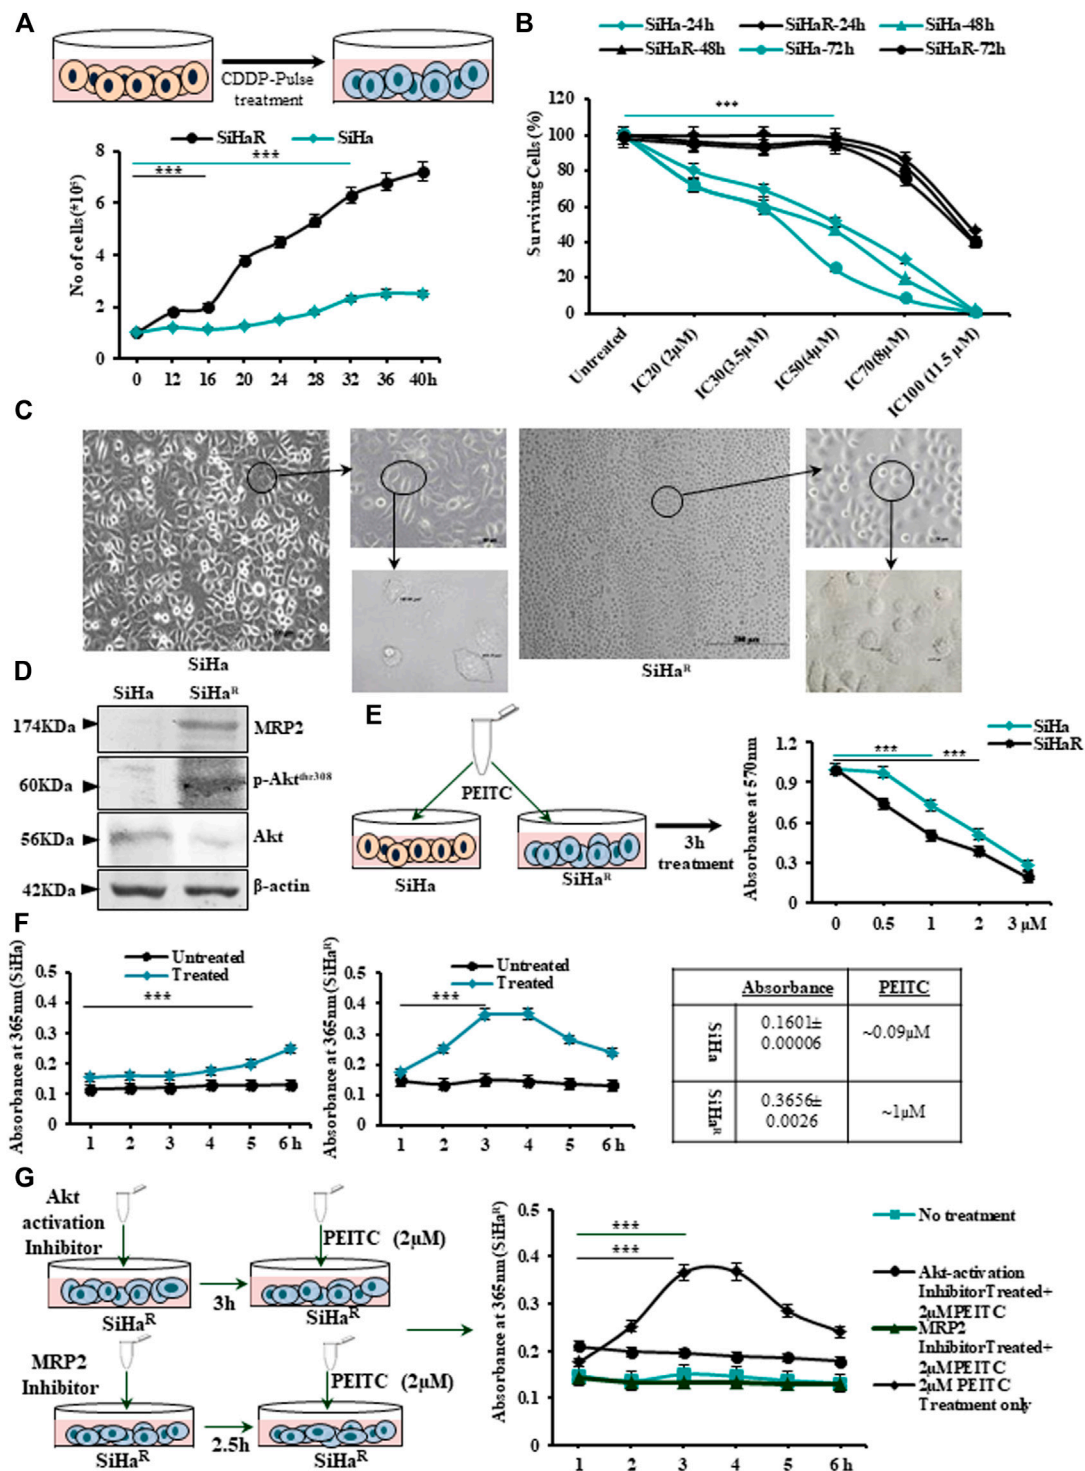 A
CDDP-Pulse
treatment
SiHaR SiHa
No of cells(*10⁵)
8
6
4
2
0
***
***
0 12 16 20 24 28 32 36 40h
B
SiHa-24h SiHaR-24h SiHa-48h
SiHaR-48h SiHa-72h SiHaR-72h
Surviving Cells (%)
120
100
80
60
40
20
0
***
Untreated
IC20 (2µM)
IC30(3.5µM)
IC50(4µM)
IC70(8µM)
IC100 (11.5 µM)
C
SiHa
200 µm
SiHaᴿ
D
SiHa SiHaᴿ
174KDa MRP2
60KDa p-Aktᵗʰʳ³⁰⁸
56KDa Akt
42KDa β-actin
E
PEITC
SiHa
SiHaᴿ
3h
treatment
SiHa
SiHaR
Absorbance at 570nm
1.2
0.9
0.6
0.3
0
*** ***
0 0.5 1 2 3 µM
F
Absorbance at 365nm (SiHa)
Untreated
Treated
0.5
0.4
0.3
0.2
0.1
0
***
1 2 3 4 5 6 h
Absorbance at 365nm(SiHaᴿ)
Untreated
Treated
0.5
0.4
0.3
0.2
0.1
0
***
1 2 3 4 5 6 h
Absorbance PEITC
SiHa 0.1601± 0.00006 ~0.09µM
SiHaᴿ 0.3656± 0.0026 ~1µM
G
Akt
activation
Inhibitor
PEITC (2µM)
SiHaᴿ
3h
SiHaᴿ
MRP2
Inhibitor
PEITC (2µM)
SiHaᴿ
2.5h
SiHaᴿ
Absorbance at 365nm(SiHaᴿ)
0.5
0.4
0.3
0.2
0.1
0
***
***
1 2 3 4 5 6 h
No treatment
Akt-activation
InhibitorTreated+
2µMPEITC
MRP2
InhibitorTreated+
2µMPEITC
2µM PEITC
Treatment only